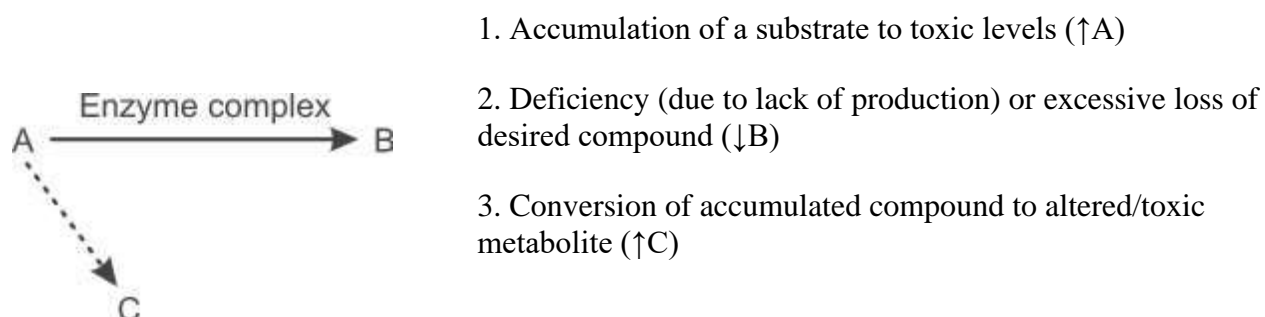 1. Accumulation of a substrate to toxic levels (↑A)
Enzyme complex
A
B
C
2. Deficiency (due to lack of production) or excessive loss of
desired compound (↓B)
3. Conversion of accumulated compound to altered/toxic
metabolite (↑C)